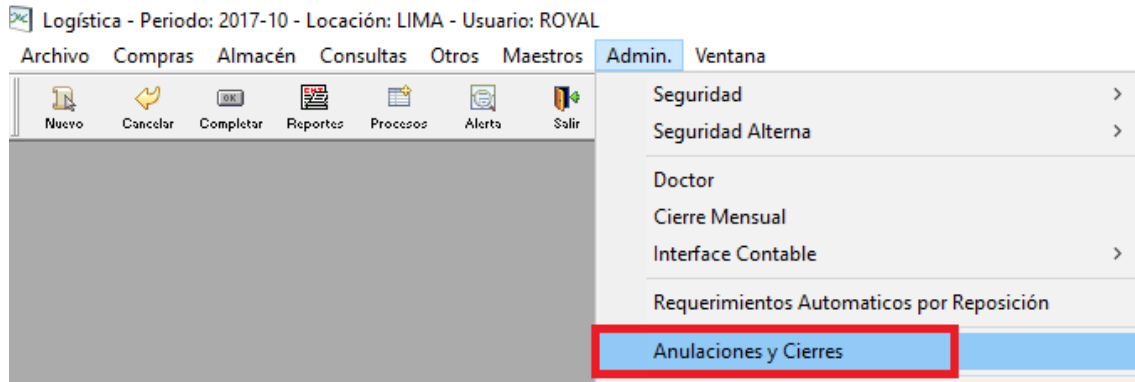 Logística - Periodo: 2017-10 - Locación: LIMA - Usuario: ROYAL
Archivo Compras Almacén Consultas Otros Maestros Admin. Ventana
OK
Nuevo Cancelar Completar Reportes Procesos Alerta Salir
Seguridad
Seguridad Alterna
Doctor
Cierre Mensual
Interface Contable
Requerimientos Automaticos por Reposición
Anulaciones y Cierres